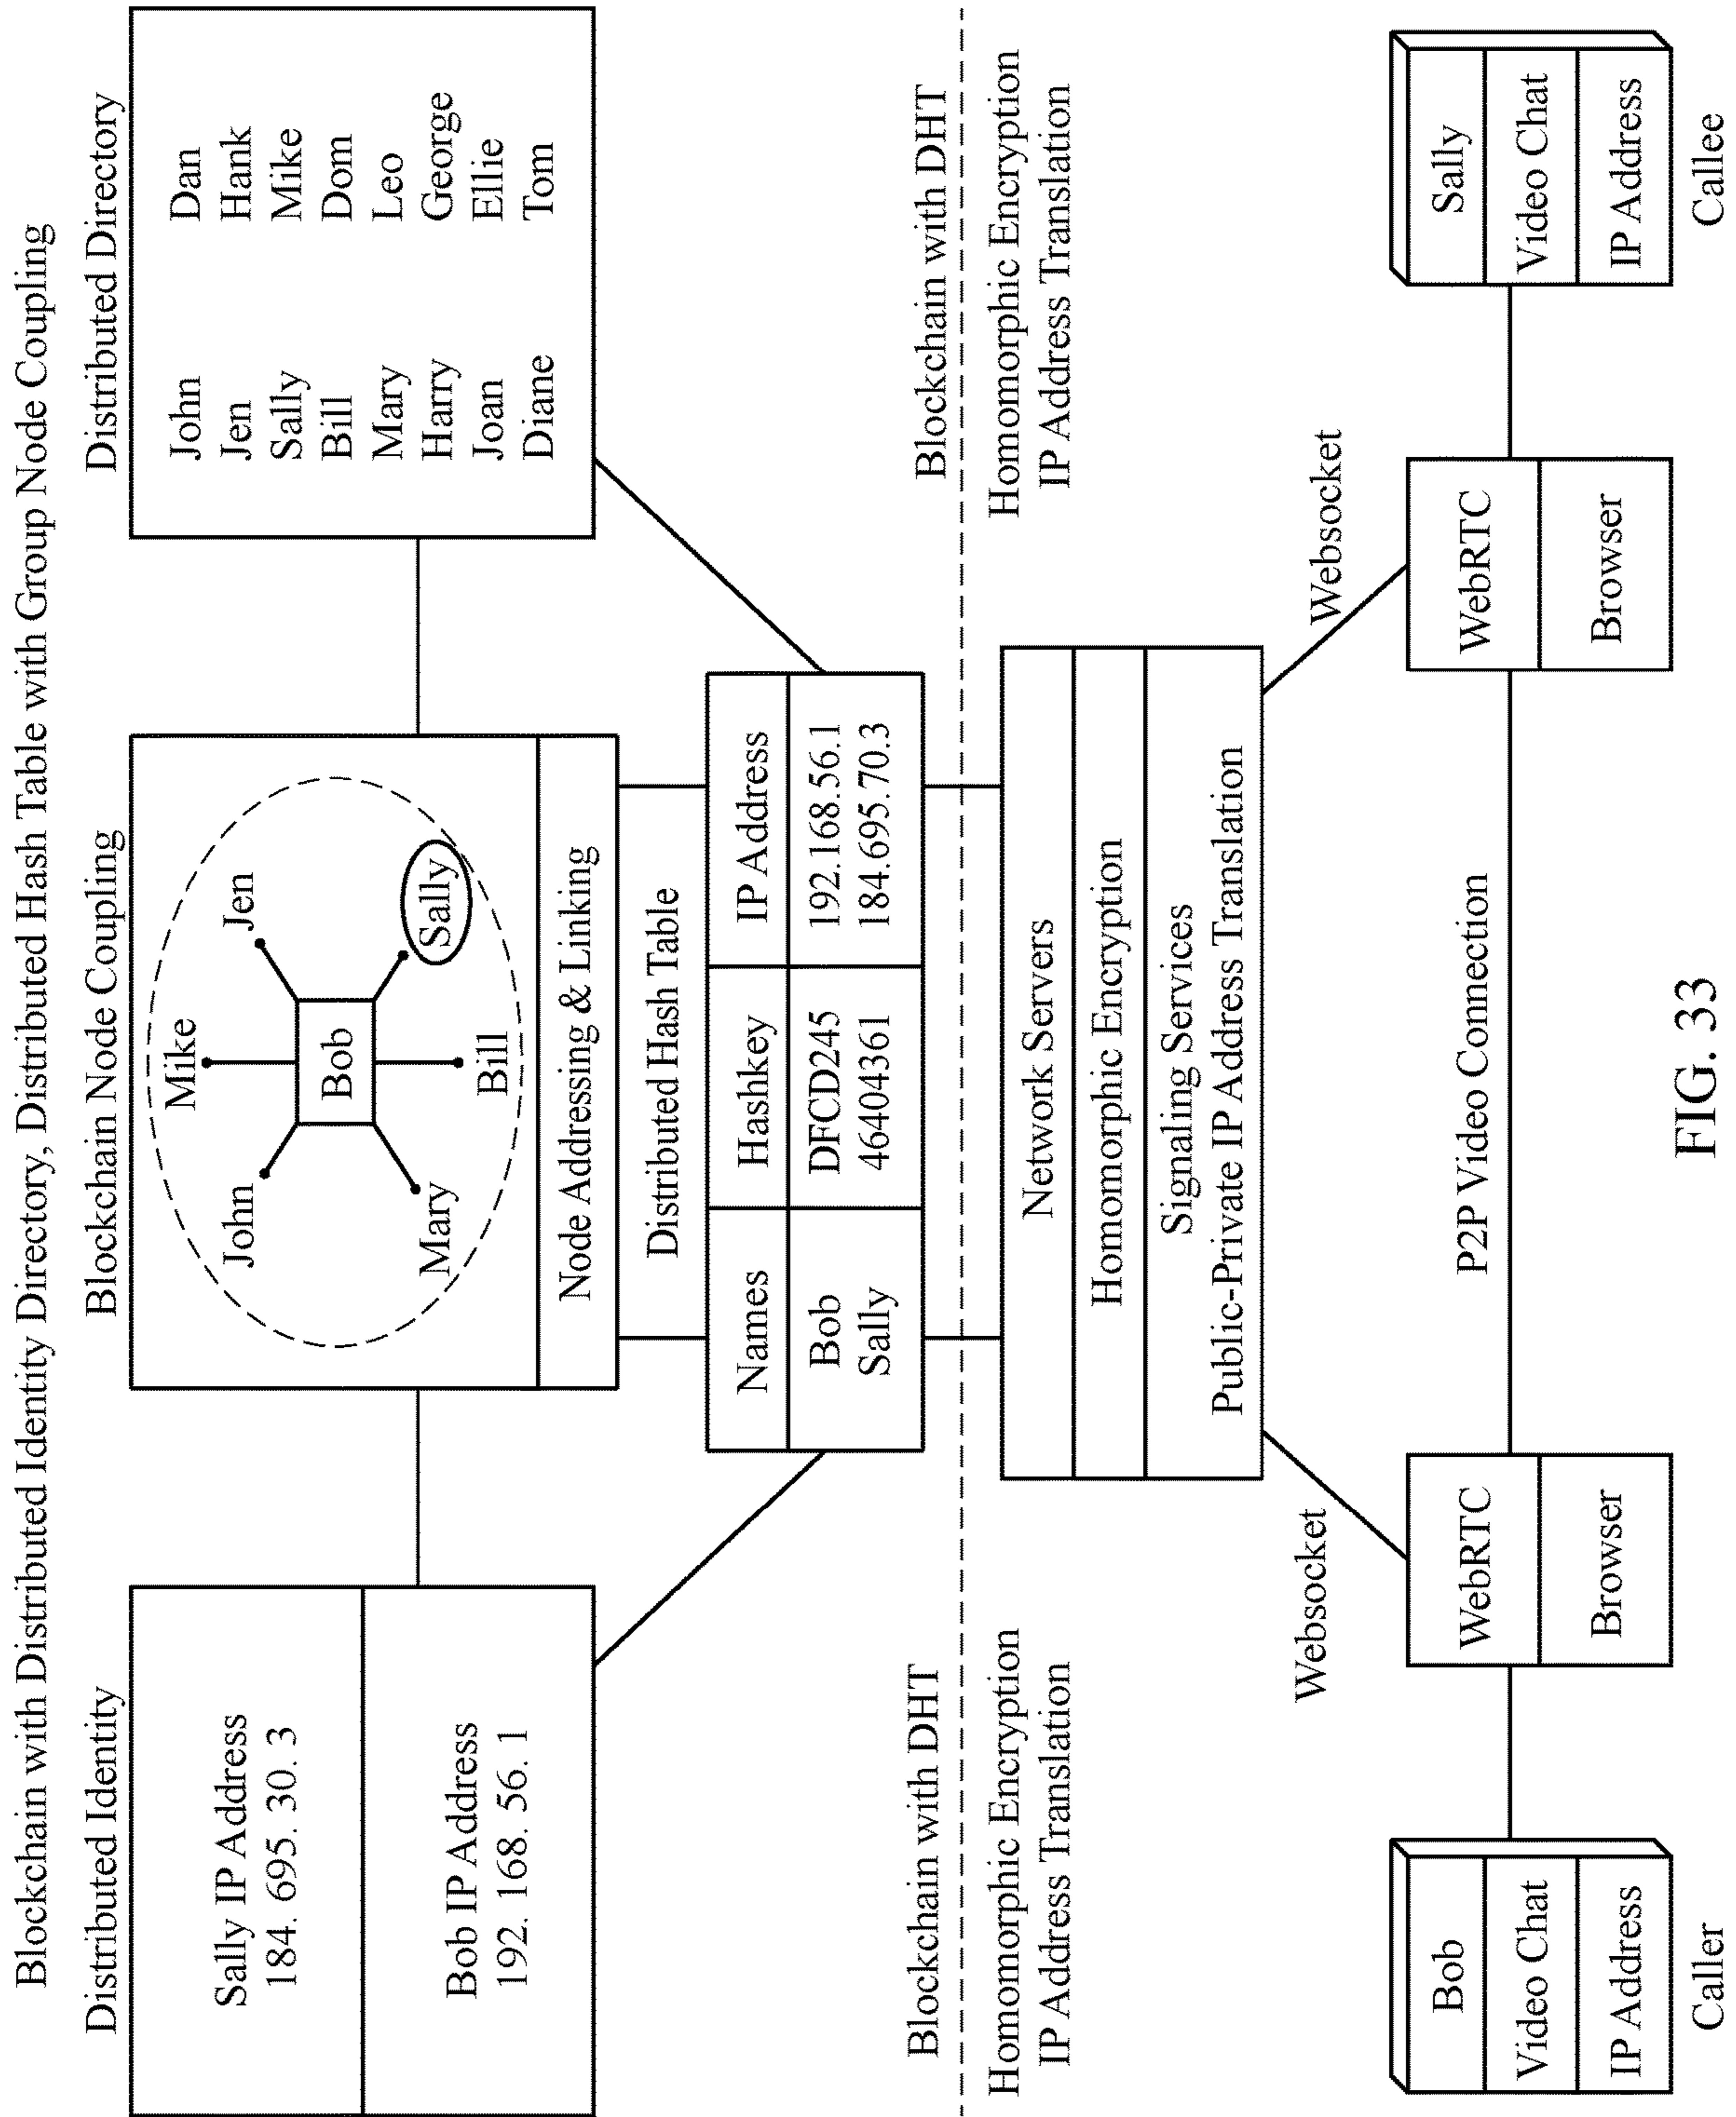 Blockchain with Distributed Identity Directory, Distributed Hash Table with Group Node Coupling
Distributed Identity
Sally IP Address
184. 695. 30. 3
Bob IP Address
192. 168. 56. 1
Blockchain Node Coupling
Mike
John
Jen
Bob
Mary
Sally
Bill
Node Addressing & Linking
Distributed Directory
John Dan
Jen Hank
Sally Mike
Bill Dom
Mary Leo
Harry George
Joan Ellie
Diane Tom
Distributed Hash Table
Names Hashkey IP Address
Bob DFCD245 192.168.56.1
Sally 46404361 184.695.70.3
Blockchain with DHT
Blockchain with DHT
Homomorphic Encryption
IP Address Translation
Homomorphic Encryption
IP Address Translation
Network Servers
Homomorphic Encryption
Signaling Services
Public-Private IP Address Translation
Websocket
Websocket
Bob
Video Chat
IP Address
Caller
WebRTC
Browser
P2P Video Connection
WebRTC
Browser
Sally
Video Chat
IP Address
Callee
FIG. 33